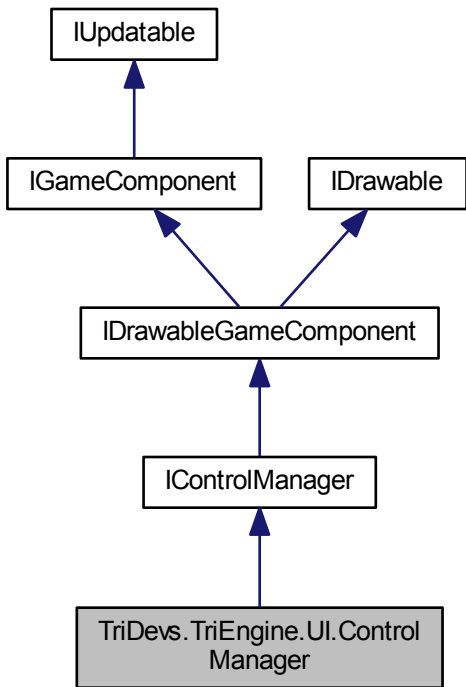 IUpdatable
IGameComponent
IDrawable
IDrawableGameComponent
IControlManager
TriDevs.TriEngine.UI.Control
Manager